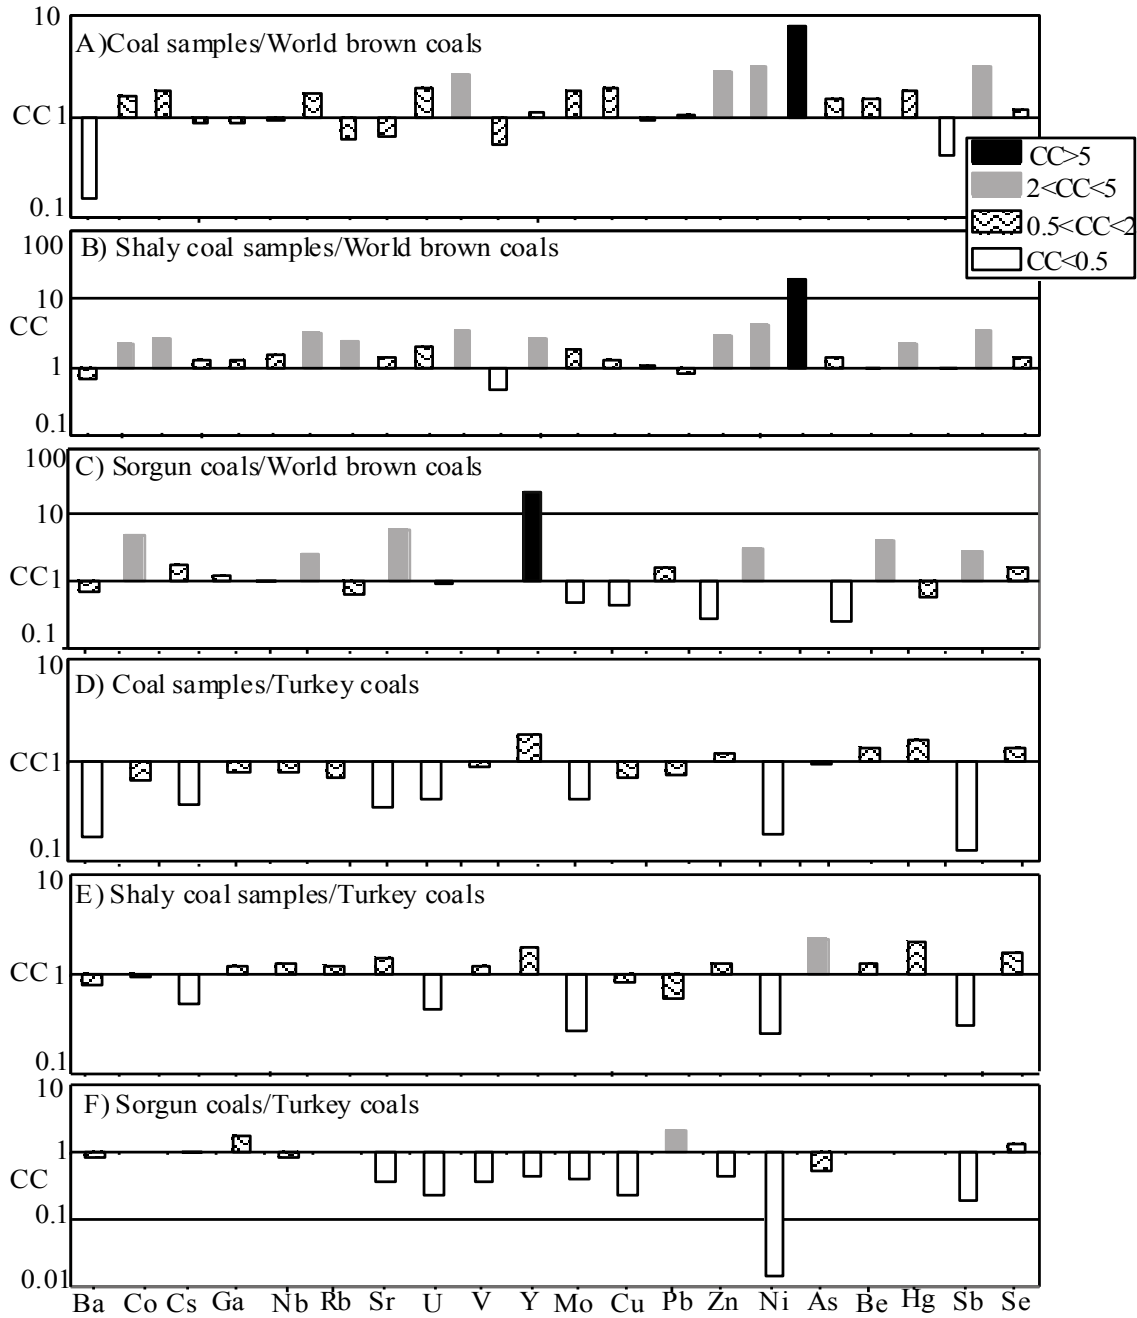 10
A)Coal samples/World brown coals
CC1
0.1
CC>5
2<CC<5
0.5<CC<2
CC<0.5
100
B) Shaly coal samples/World brown coals
10
CC
1
0.1
100
C) Sorgun coals/World brown coals
10
CC1
0.1
10
D) Coal samples/Turkey coals
CC1
0.1
10
E) Shaly coal samples/Turkey coals
CC1
0.1
10
F) Sorgun coals/Turkey coals
1
CC
0.1
0.01
Ba Co Cs Ga Nb Rb Sr U V Y Mo Cu Pb Zn Ni As Be Hg Sb Se